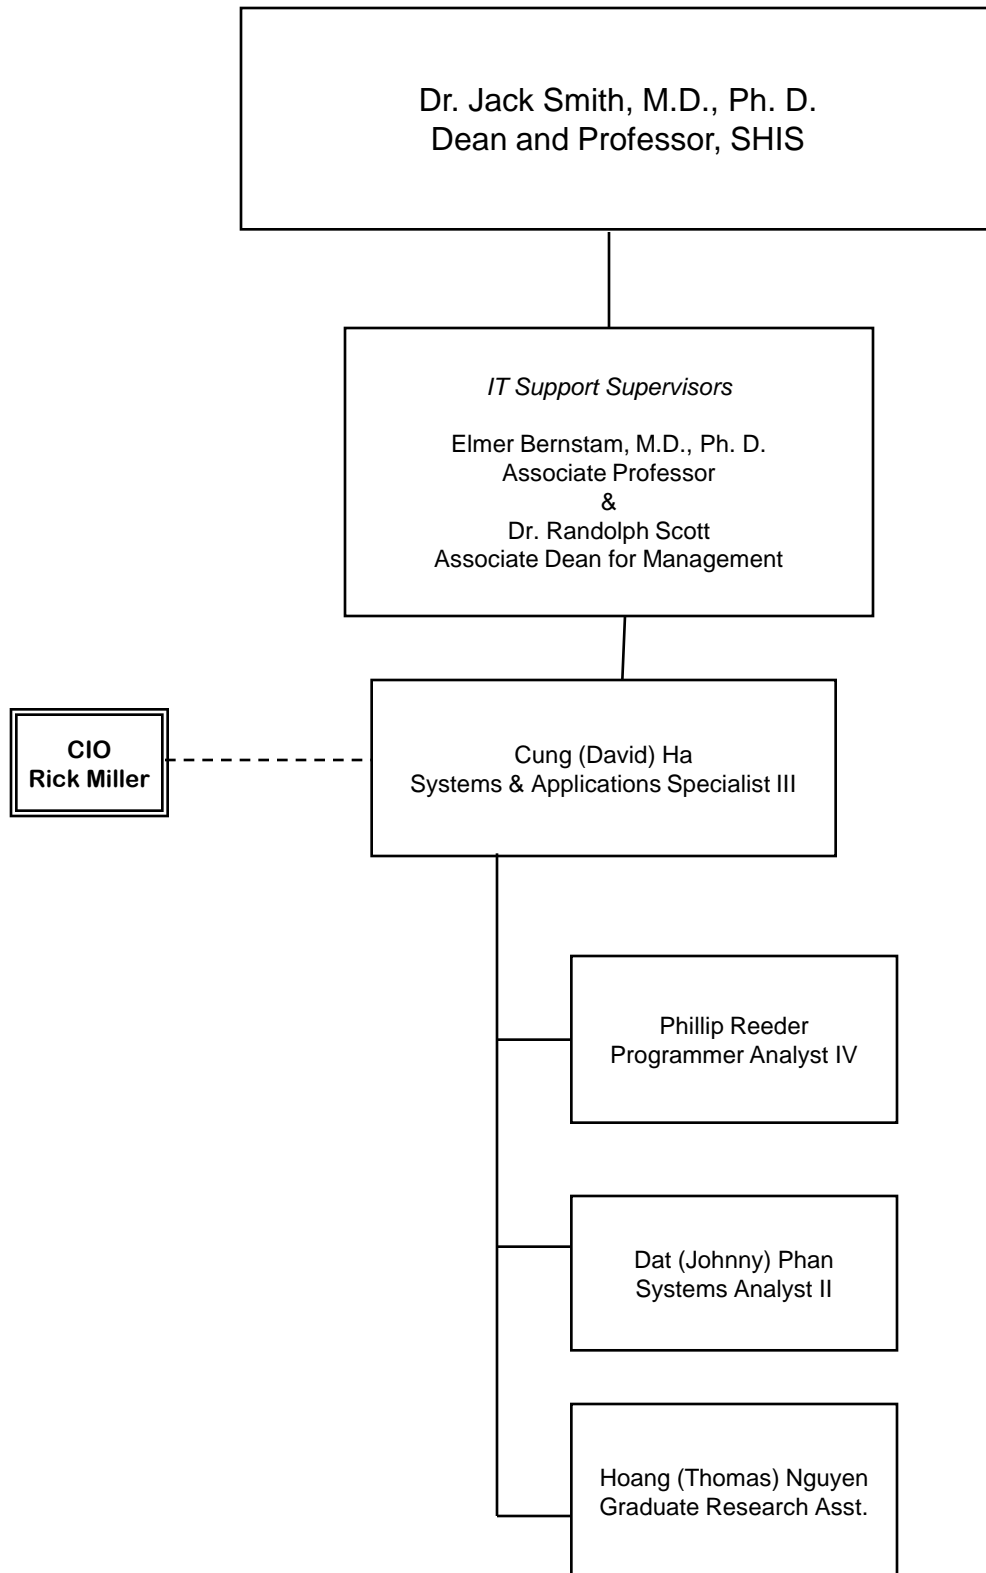 Dr. Jack Smith, M.D., Ph. D.
Dean and Professor, SHIS
IT Support Supervisors
Elmer Bernstam, M.D., Ph. D.
Associate Professor
&
Dr. Randolph Scott
Associate Dean for Management
CIO
Rick Miller
Cung (David) Ha
Systems & Applications Specialist III
Phillip Reeder
Programmer Analyst IV
Dat (Johnny) Phan
Systems Analyst II
Hoang (Thomas) Nguyen
Graduate Research Asst.